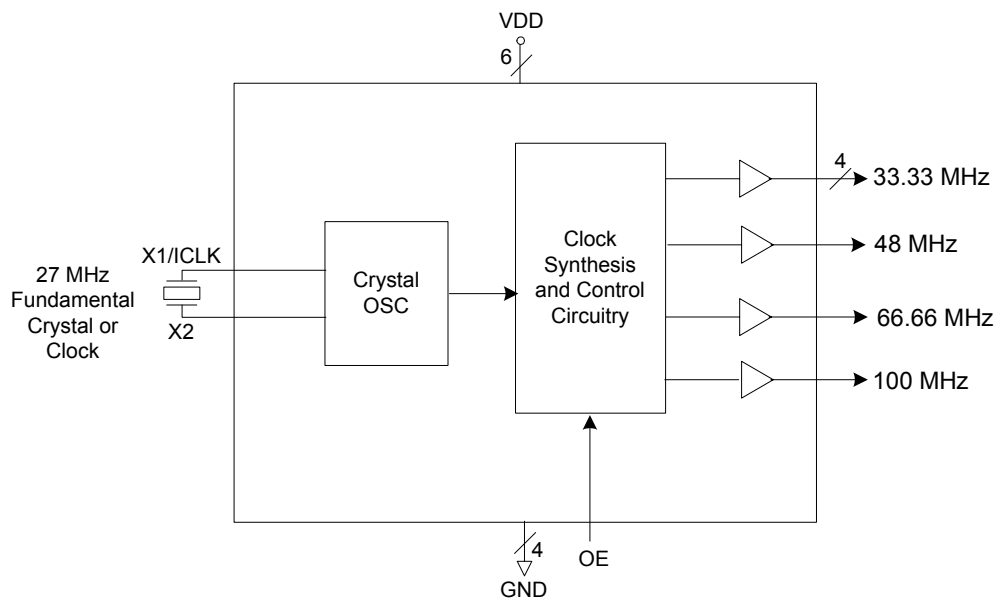 VDD
6
4
33.33 MHz
48 MHz
66.66 MHz
100 MHz
Clock
Synthesis
and Control
Circuitry
Crystal
OSC
X1/ICLK
27 MHz
Fundamental
Crystal or
Clock
X2
4
GND
OE